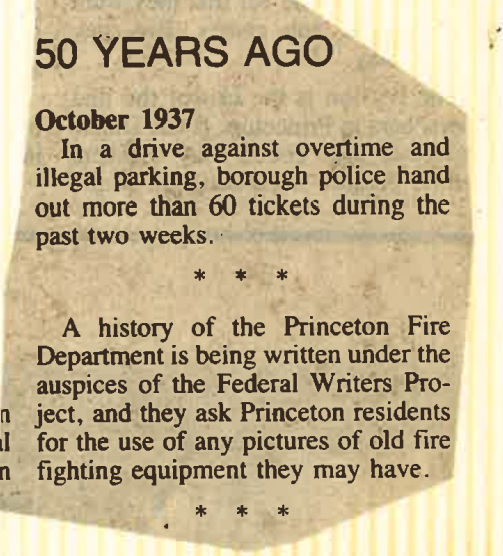 50 YEARS AGO
October 1937
In a drive against overtime and
illegal parking, borough police hand
out more than 60 tickets during the
past two weeks.
* * *
A history of the Princeton Fire
Department is being written under the
auspices of the Federal Writers Pro-
ject, and they ask Princeton residents
for the use of any pictures of old fire
fighting equipment they may have.
* * *